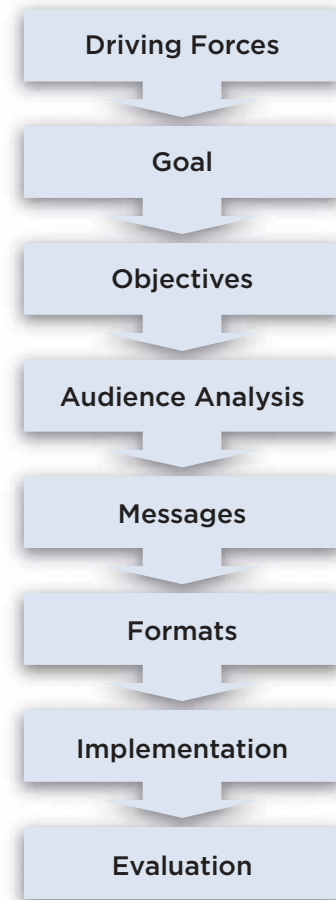 Driving Forces
Goal
Objectives
Audience Analysis
Messages
Formats
Implementation
Evaluation